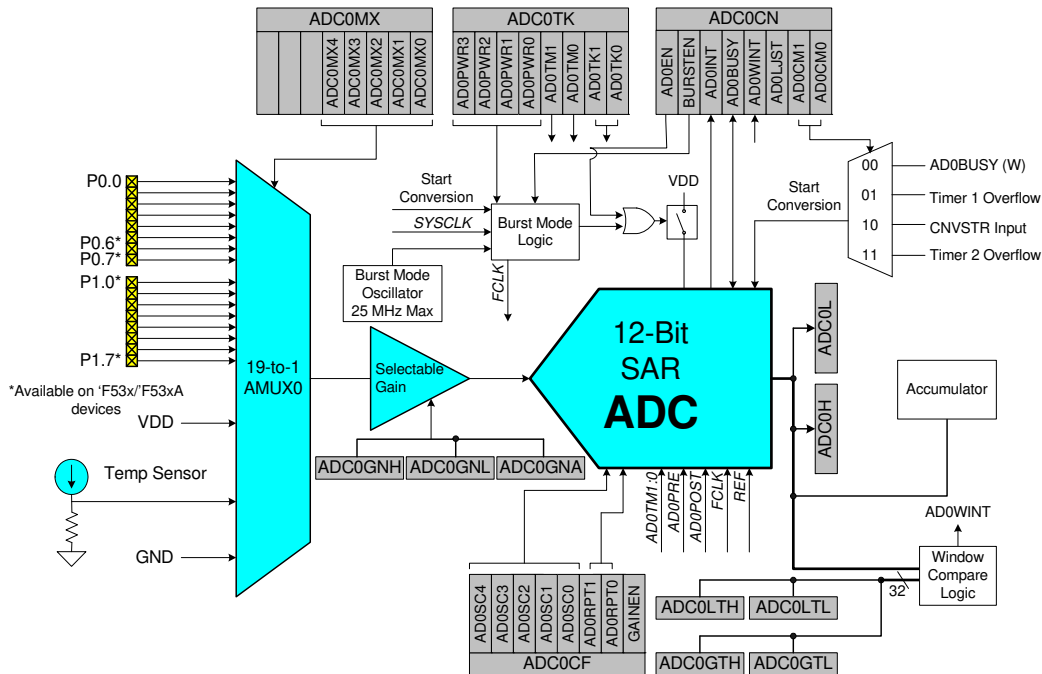 ADC0MX
ADC0MX4
ADC0MX3
ADC0MX2
ADC0MX1
ADC0MX0
ADC0TK
AD0PWR3
AD0PWR2
AD0PWR1
AD0PWR0
AD0TM1
AD0TM0
AD0TK1
AD0TK0
ADC0CN
AD0EN
BURSTEN
AD0INT
AD0BUSY
AD0WINT
AD0LJST
AD0CM1
AD0CM0
P0.0
P0.6*
P0.7*
P1.0*
P1.7*
*Available on 'F53x/'F53xA
devices
VDD
Temp Sensor
GND
19-to-1
AMUX0
Start
Conversion
SYSCLK
Burst Mode
Logic
Burst Mode
Oscillator
25 MHz Max
FCLK
VDD
Start
Conversion
00
01
10
11
AD0BUSY (W)
Timer 1 Overflow
CNVSTR Input
Timer 2 Overflow
Selectable
Gain
ADC0GNH
ADC0GNL
ADC0GNA
12-Bit
SAR
ADC
ADC0L
ADC0H
Accumulator
AD0TM1:0
AD0PRE
AD0POST
FCLK
REF
AD0WINT
Window
Compare
Logic
32
AD0SC4
AD0SC3
AD0SC2
AD0SC1
AD0SC0
AD0RPT1
AD0RPT0
GAINEN
ADC0CF
ADC0LTH
ADC0LTL
ADC0GTH
ADC0GTL